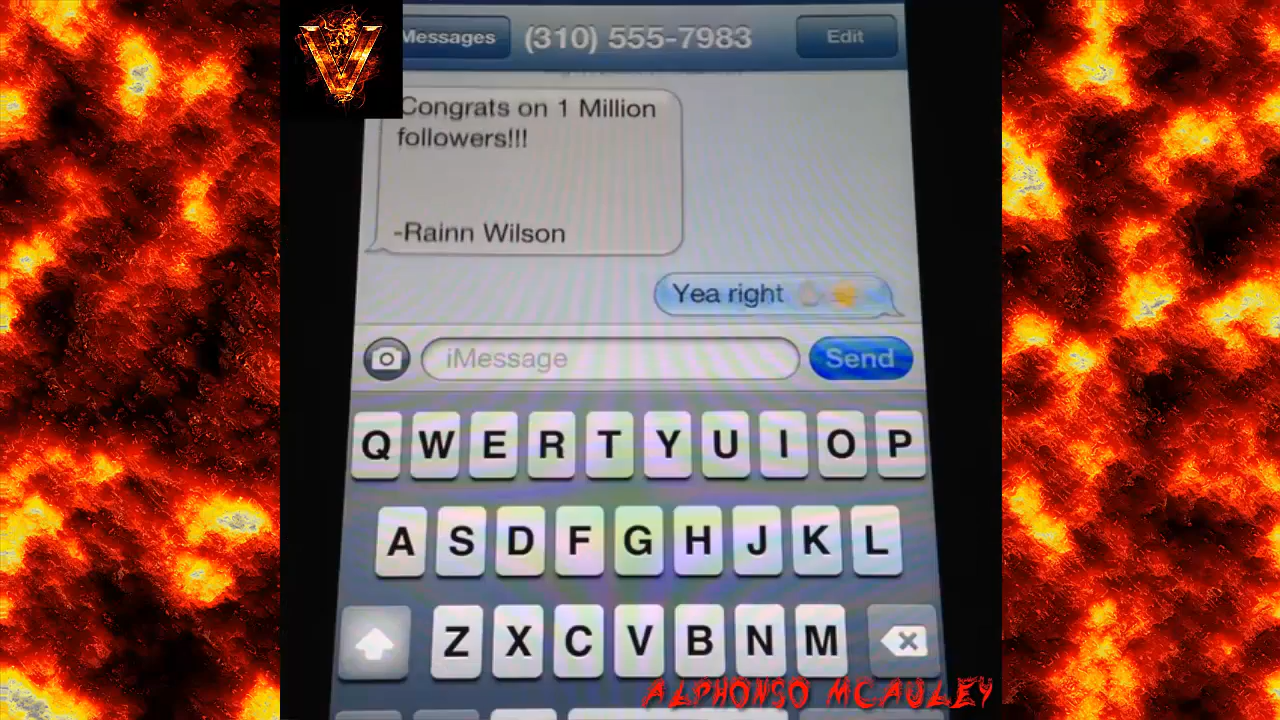 V
Messages
(310) 555-7983
Edit
Congrats on 1 Million
followers!!!
-Rainn Wilson
Yea right
iMessage
Send
Q W E R T Y U I O P
A S D F G H J K L
Z X C V B N M
ALPHONSO MCAULEY